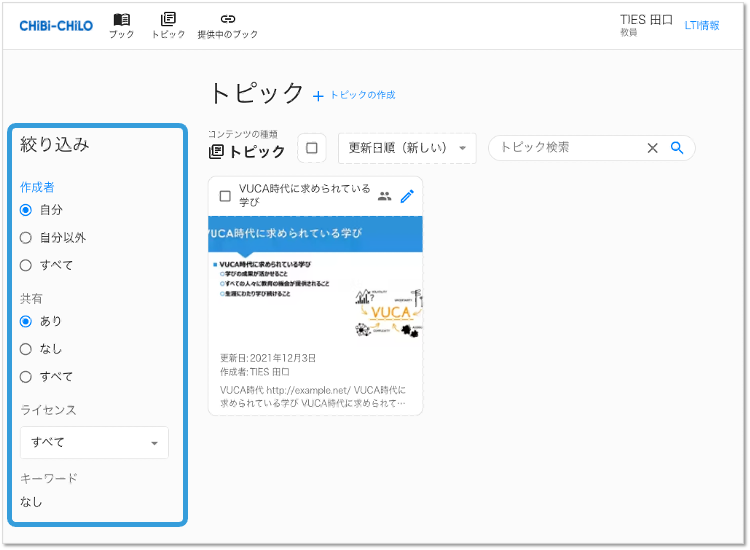 CHiBi-CHiLO
ブック
トピック
提供中のブック
TIES 田口
教員
LTI情報
絞り込み
作成者
自分
自分以外
すべて
共有
あり
なし
すべて
ライセンス
すべて
キーワード
なし
トピック
+ トピックの作成
コンテンツの種類
トピック
更新日順（新しい）
トピック検索
VUCA時代に求められている
学び
VUCA時代に求められている学び
VUCA時代に求められている学び
学びの成果が活かせること
すべての人々に教育の機会が提供されること
生涯にわたり学び続けること
VUCA
更新日: 2021年12月3日
作成者: TIES 田口
VUCA時代 http://example.net/ VUCA時代に
求められている学び VUCA時代に求められて…